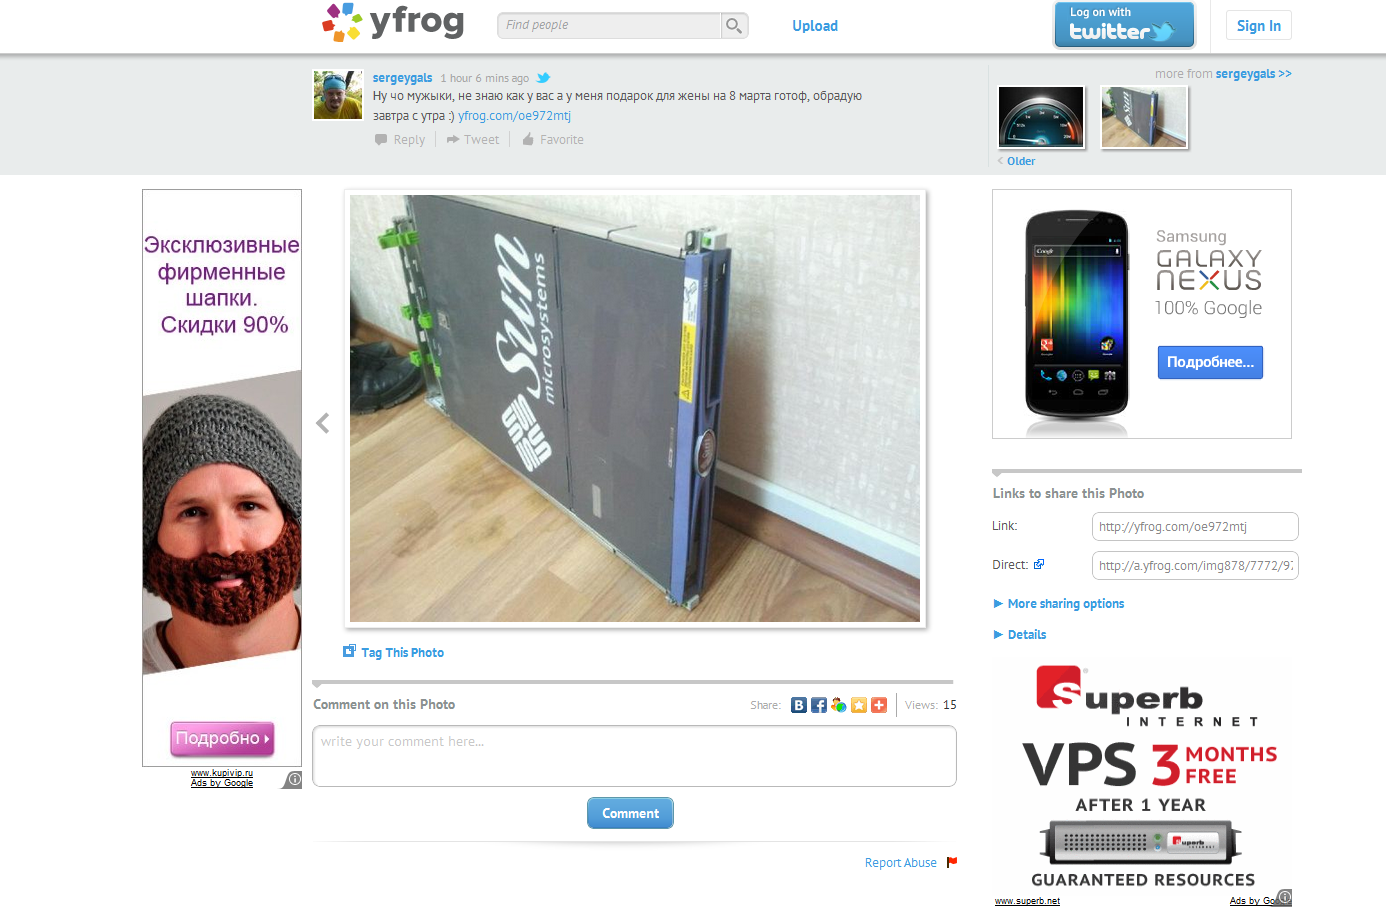 yfrog
Find people
Upload
Log on with
twitter
Sign In
sergeygals 1 hour 6 mins ago
Ну чо мужыки, не знаю как у вас а у меня подарок для жены на 8 марта готоф, обрадую
завтра с утра :) yfrog.com/oe972mtj
Reply Tweet Favorite
more from sergeygals >>
< Older
Эксклюзивные
фирменные
шапки.
Скидки 90%
Подробно
www.kupivip.ru
Ads by Google
Sun
microsystems
Samsung
GALAXY
NEXUS
100% Google
Подробнее...
Links to share this Photo
Link: http://yfrog.com/oe972mtj
Direct: http://a.yfrog.com/img878/7772/97
More sharing options
Details
Tag This Photo
Comment on this Photo
Share:
Views: 15
write your comment here...
Comment
Report Abuse
Superb
INTERNET
VPS 3 MONTHS
FREE
AFTER 1 YEAR
Superb
INTERNET
GUARANTEED RESOURCES
www.superb.net
Ads by Goo